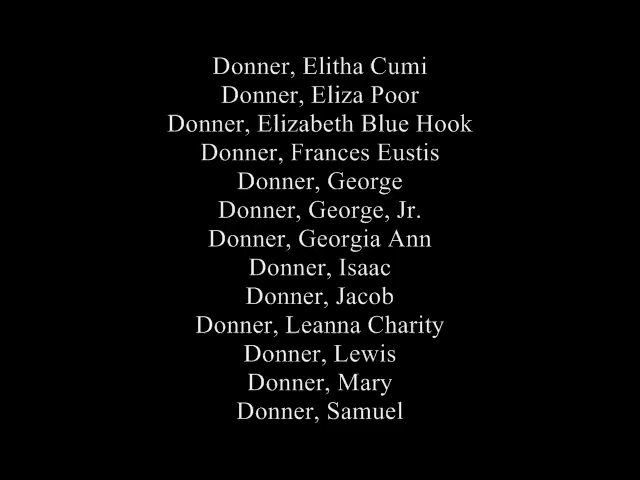 Donner, Elitha Cumi
Donner, Eliza Poor
Donner, Elizabeth Blue Hook
Donner, Frances Eustis
Donner, George
Donner, George, Jr.
Donner, Georgia Ann
Donner, Isaac
Donner, Jacob
Donner, Leanna Charity
Donner, Lewis
Donner, Mary
Donner, Samuel